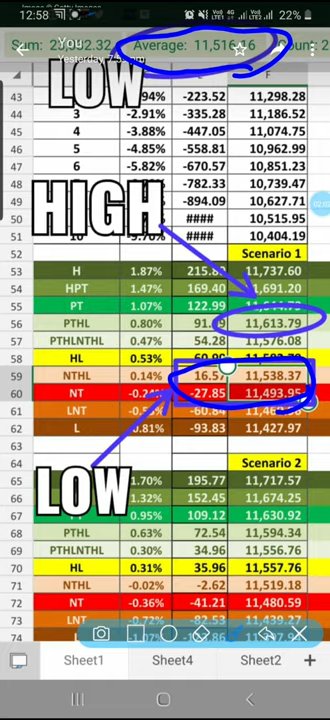 12:58 22%
You
Yesterday
Average: 11,516.16
LOW
43 -223.52 11,298.28
44 3 -2.91% -335.28 11,186.52
45 4 -3.88% -447.05 11,074.75
46 5 -4.85% -558.81 10,962.99
47 6 -5.82% -670.57 10,851.23
48 -782.33 10,739.47
49 -894.09 10,627.71
50 #### 10,515.95
51 #### 10,404.19
HIGH
52 Scenario 1
53 H 1.87% 11,737.60
54 HPT 1.47% 169.40 11,691.20
55 PT 1.07% 122.99
56 PTHL 0.80% 11,613.79
57 PTHLNTHL 0.47% 54.28 11,576.08
58 HL 0.53%
59 NTHL 0.14% 16.57 11,538.37
60 NT -27.85 11,493.95
61 LNT -60.84
62 L -93.83 11,427.97
63
64 Scenario 2
LOW
65 1.70% 195.77 11,717.57
66 1.32% 152.45 11,674.25
67 0.95% 109.12 11,630.92
68 PTHL 0.63% 72.54 11,594.34
69 PTHLNTHL 0.30% 34.96 11,556.76
70 HL 0.31% 35.96 11,557.76
71 NTHL -0.02% -2.62 11,519.18
72 NT -0.36% -41.21 11,480.59
73 LNT -0.72% -82.53 11,439.27
74
Sheet1 Sheet4 Sheet2 +